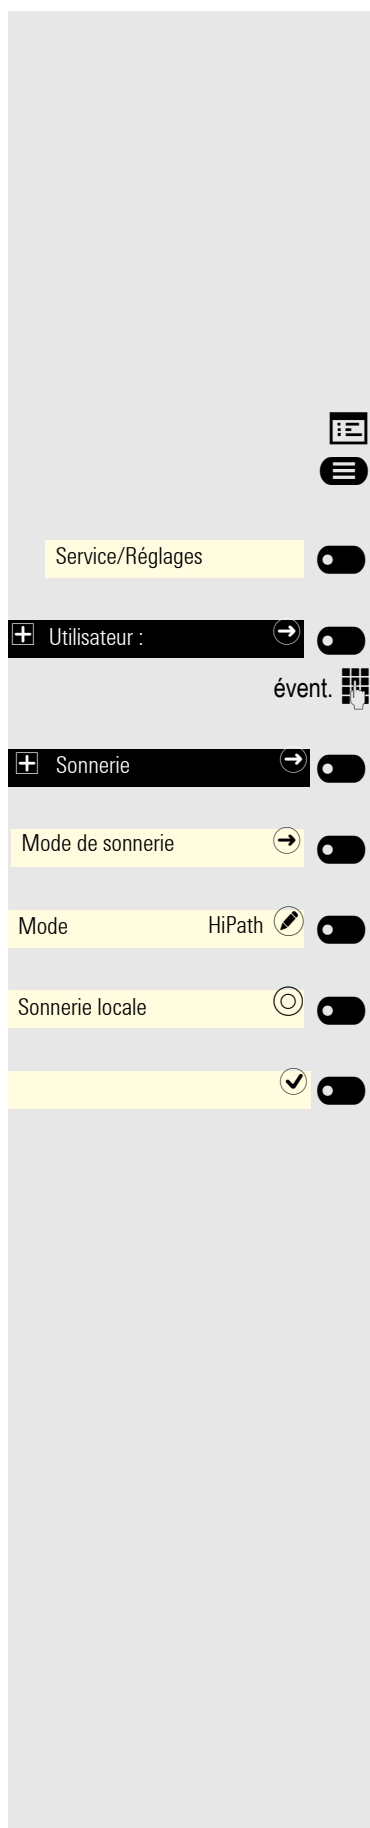 Service/Réglages
Utilisateur :
évent.
Sonnerie
Mode de sonnerie
Mode HiPath
Sonnerie locale